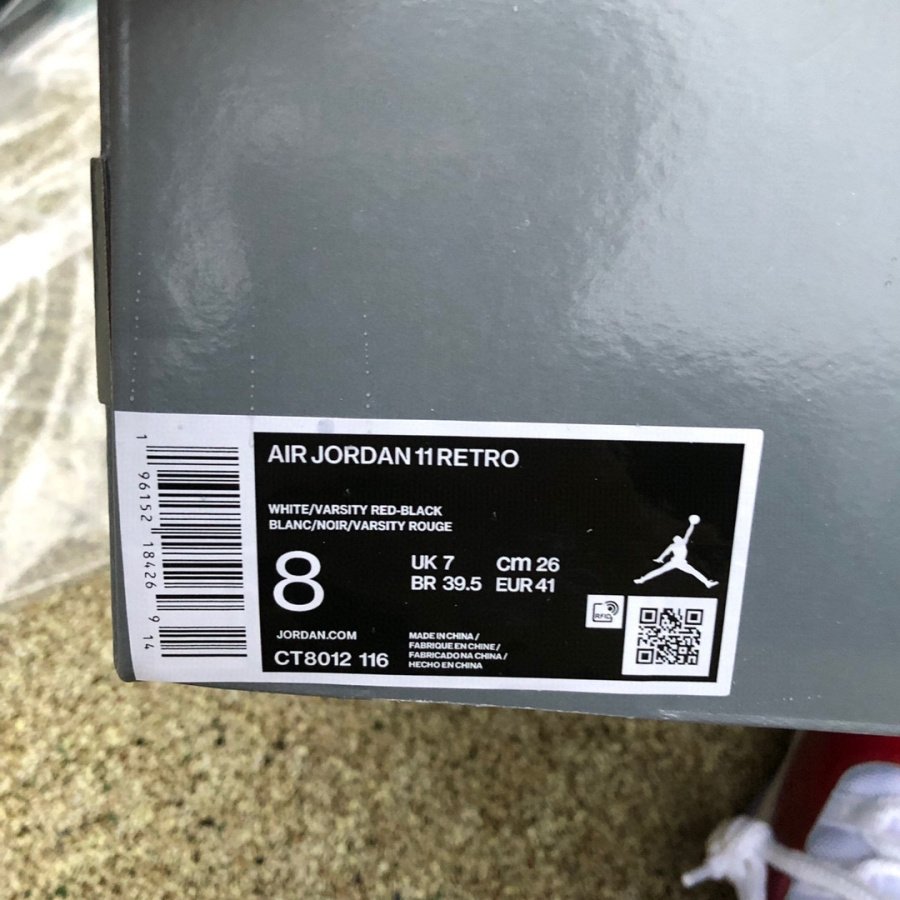 AIR JORDAN 11 RETRO
WHITE/VARSITY RED-BLACK
BLANC/NOIR/VARSITY ROUGE
8
UK 7 cm 26
BR 39.5 EUR 41
JORDAN.COM
CT8012 116
MADE IN CHINA /
FABRIQUE EN CHINE /
FABRICADO NA CHINA /
HECHO EN CHINA
RFID
1 96152 18426 9 14